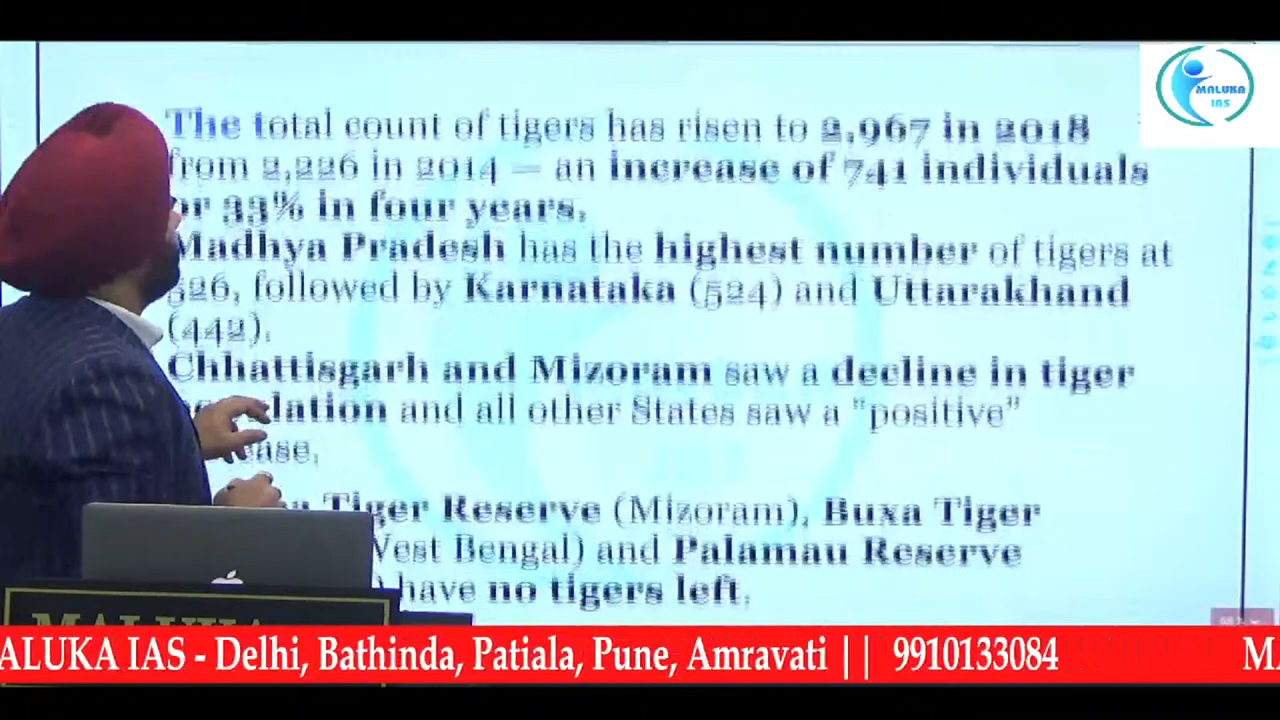 MALUKA
IAS
The total count of tigers has risen to 2,967 in 2018
from 2,226 in 2014 — an increase of 741 individuals
or 33% in four years.
Madhya Pradesh has the highest number of tigers at
526, followed by Karnataka (524) and Uttarakhand
(442).
Chhattisgarh and Mizoram saw a decline in tiger
and all other States saw a "positive"
Tiger Reserve (Mizoram), Buxa Tiger
West Bengal) and Palamau Reserve
have no tigers left.
ALUKA IAS - Delhi, Bathinda, Patiala, Pune, Amravati || 9910133084 MA